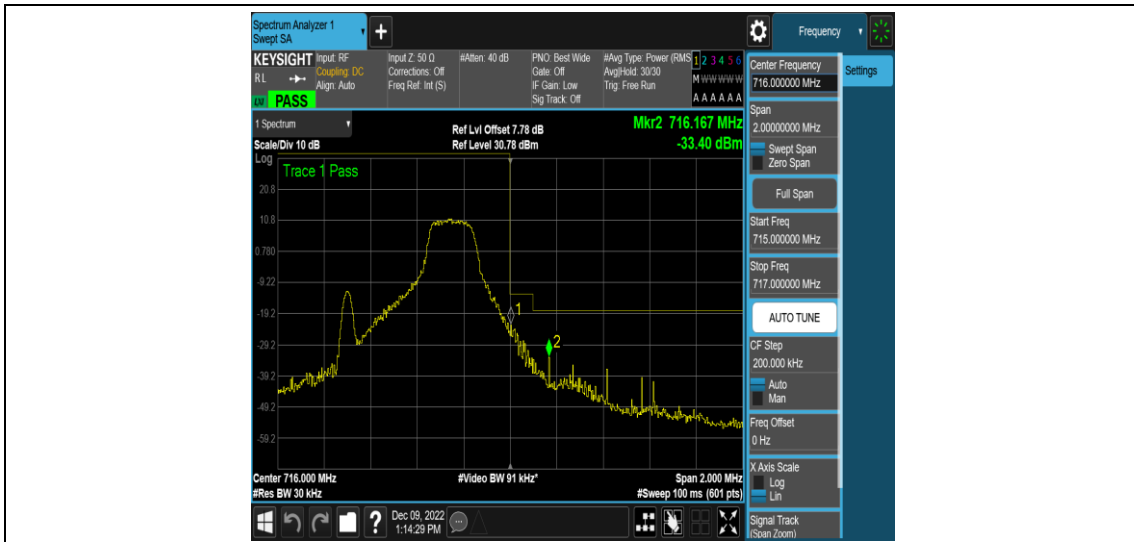 Spectrum Analyzer 1
Swept SA
+
Frequency
KEYSIGHT
RL
PASS
Input: RF
Coupling: DC
Align: Auto
Input Z: 50 Ω
Corrections: Off
Freq Ref: Int (S)
#Atten: 40 dB
PNO: Best Wide
Gate: Off
IF Gain: Low
Sig Track: Off
#Avg Type: Power (RMS
Avg|Hold: 30/30
Trig: Free Run
1 2 3 4 5 6
M W W W W W
A A A A A A
1 Spectrum
Scale/Div 10 dB
Ref Lvl Offset 7.78 dB
Ref Level 30.78 dBm
Mkr2 716.167 MHz
-33.40 dBm
Log
Trace 1 Pass
20.8
10.8
0.780
-9.22
-19.2
-29.2
-39.2
-49.2
-59.2
1
2
Center 716.000 MHz
#Res BW 30 kHz
#Video BW 91 kHz*
Span 2.000 MHz
#Sweep 100 ms (601 pts)
Center Frequency
716.000000 MHz
Settings
Span
2.00000000 MHz
Swept Span
Zero Span
Full Span
Start Freq
715.000000 MHz
Stop Freq
717.000000 MHz
AUTO TUNE
CF Step
200.000 kHz
Auto
Man
Freq Offset
0 Hz
X Axis Scale
Log
Lin
Signal Track
(Span Zoom)
?
Dec 09, 2022
1:14:29 PM